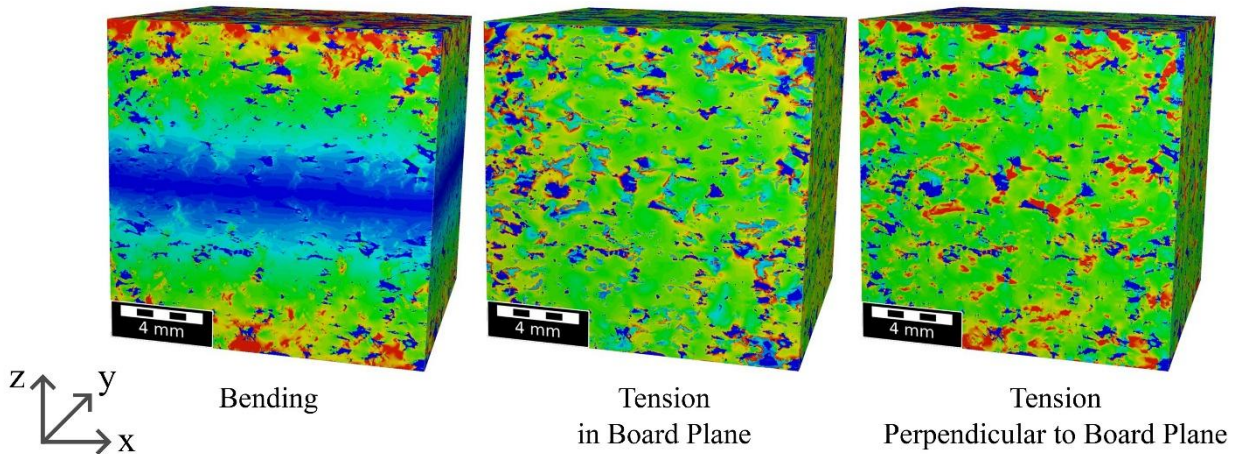 4 mm
4 mm
4 mm
z
y
x
Bending
Tension
in Board Plane
Tension
Perpendicular to Board Plane